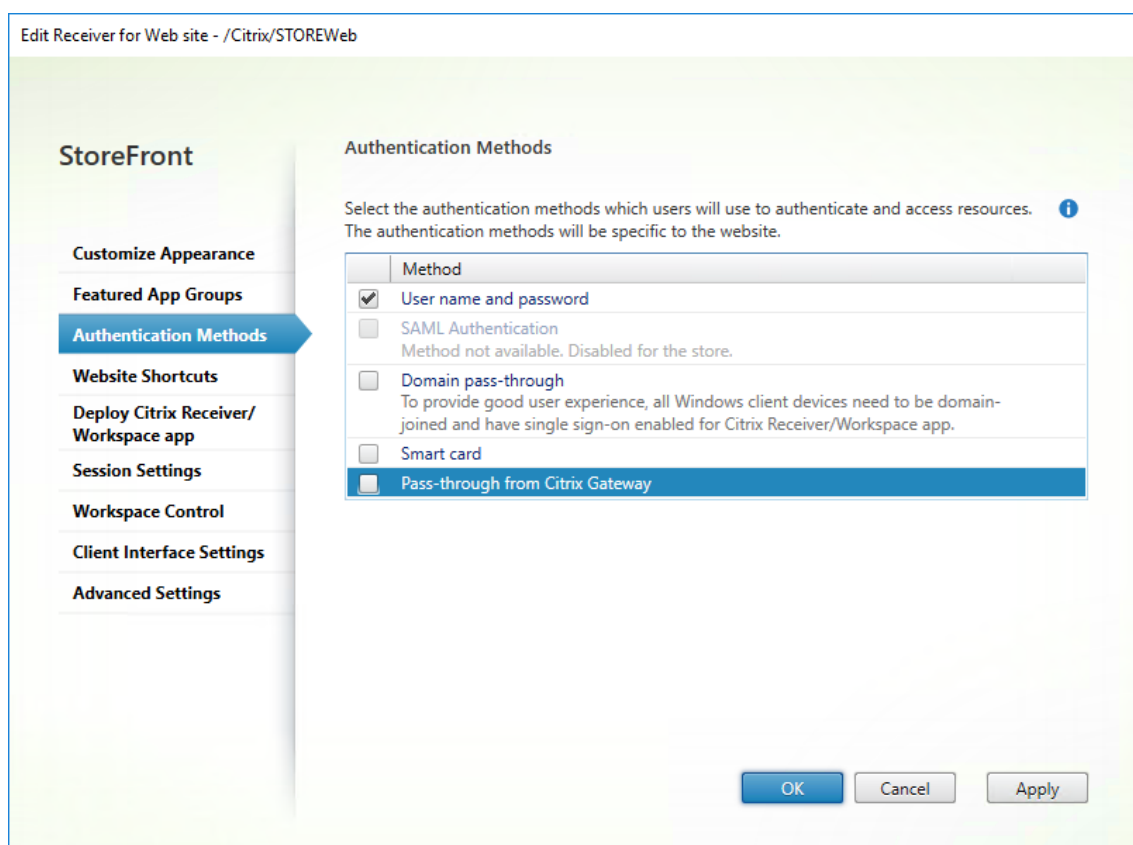 Edit Receiver for Web site - /Citrix/STOREWeb
StoreFront
Customize Appearance
Featured App Groups
Authentication Methods
Website Shortcuts
Deploy Citrix Receiver/
Workspace app
Session Settings
Workspace Control
Client Interface Settings
Advanced Settings
Authentication Methods
Select the authentication methods which users will use to authenticate and access resources.
The authentication methods will be specific to the website.
Method
User name and password
SAML Authentication
Method not available. Disabled for the store.
Domain pass-through
To provide good user experience, all Windows client devices need to be domain-
joined and have single sign-on enabled for Citrix Receiver/Workspace app.
Smart card
Pass-through from Citrix Gateway
OK
Cancel
Apply